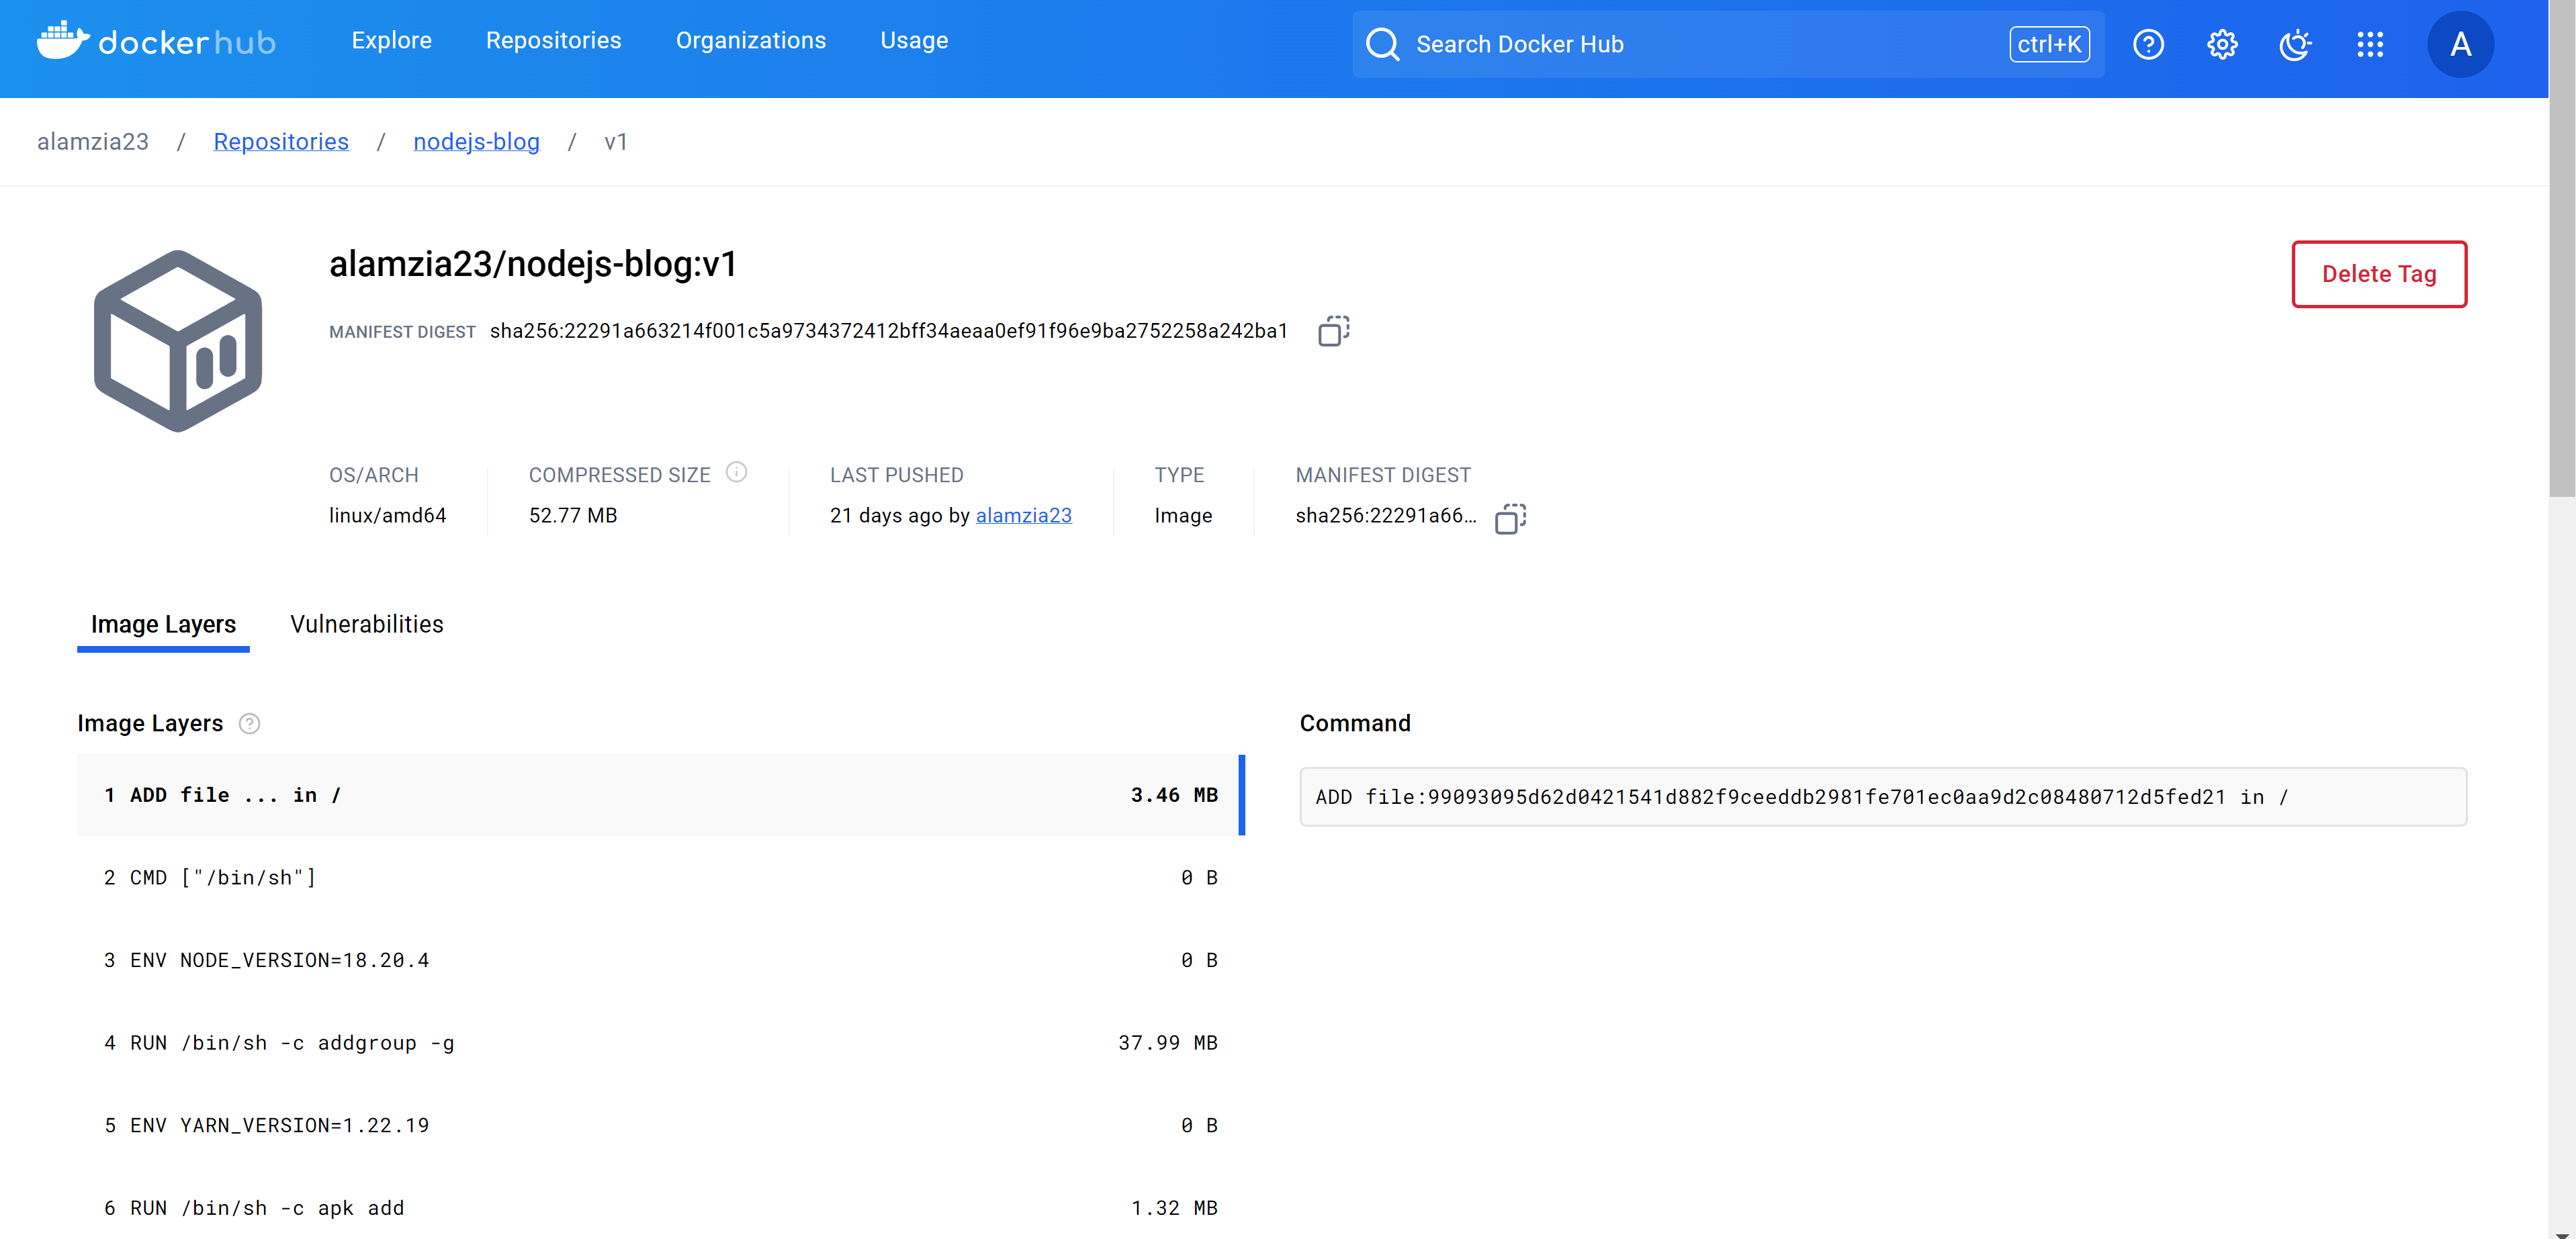 dockerhub Explore Repositories Organizations Usage Search Docker Hub ctrl+K A
alamzia23 / Repositories / nodejs-blog / v1
alamzia23/nodejs-blog:v1
Delete Tag
MANIFEST DIGEST sha256:22291a663214f001c5a9734372412bff34aeaa0ef91f96e9ba2752258a242ba1
OS/ARCH COMPRESSED SIZE LAST PUSHED TYPE MANIFEST DIGEST
linux/amd64 52.77 MB 21 days ago by alamzia23 Image sha256:22291a66...
Image Layers Vulnerabilities
Image Layers Command
1 ADD file ... in / 3.46 MB ADD file:99093095d62d0421541d882f9ceeddb2981fe701ec0aa9d2c08480712d5fed21 in /
2 CMD ["/bin/sh"] 0 B
3 ENV NODE_VERSION=18.20.4 0 B
4 RUN /bin/sh -c addgroup -g 37.99 MB
5 ENV YARN_VERSION=1.22.19 0 B
6 RUN /bin/sh -c apk add 1.32 MB